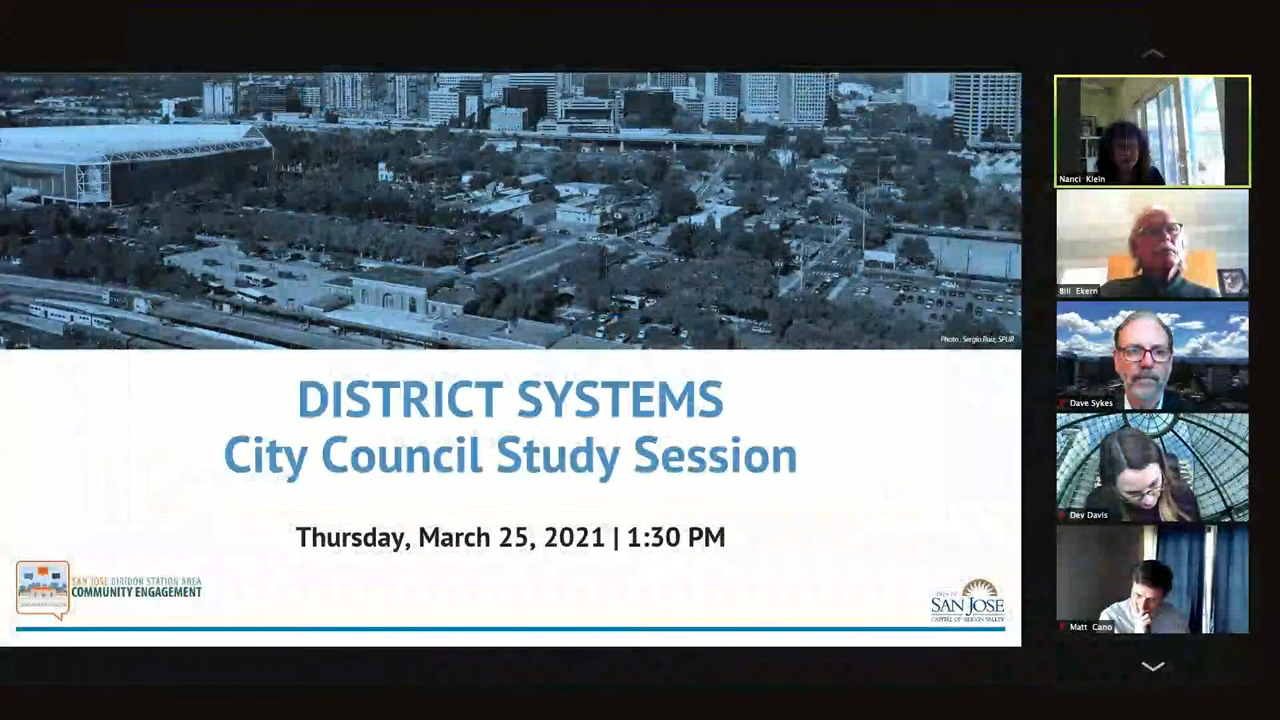 Photo : Sergio Ruiz, SPUR
DISTRICT SYSTEMS
City Council Study Session
Thursday, March 25, 2021 | 1:30 PM
SAN JOSE DIRIDON STATION AREA
COMMUNITY ENGAGEMENT
CITY OF
SAN JOSE
CAPITAL OF SILICON VALLEY
Nanci Klein
Bill Ekern
Dave Sykes
Dev Davis
Matt Cano